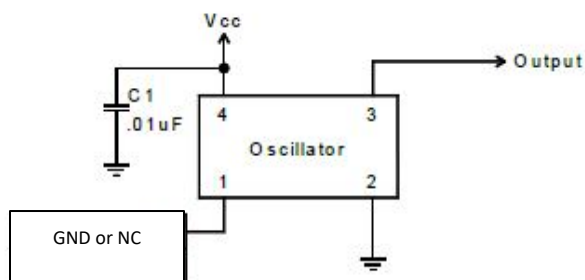 Vcc
Output
C1
.01uF
4 3
Oscillator
1 2
GND or NC